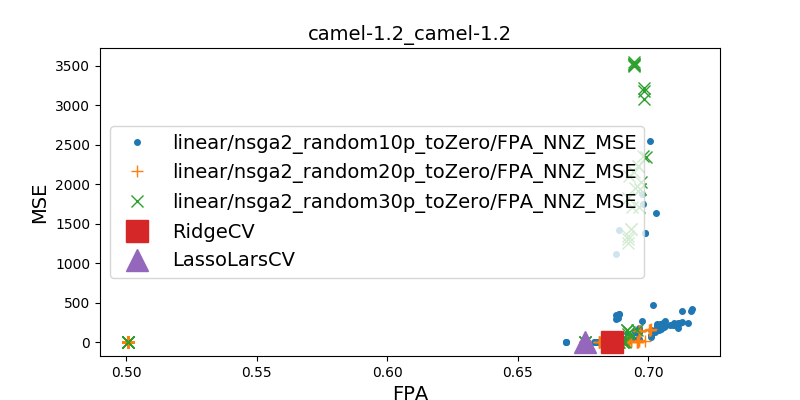 camel-1.2_camel-1.2
3500
3000
2500
2000
1500
1000
500
0
MSE
linear/nsga2_random10p_toZero/FPA_NNZ_MSE
linear/nsga2_random20p_toZero/FPA_NNZ_MSE
linear/nsga2_random30p_toZero/FPA_NNZ_MSE
RidgeCV
LassoLarsCV
0.50 0.55 0.60 0.65 0.70
FPA